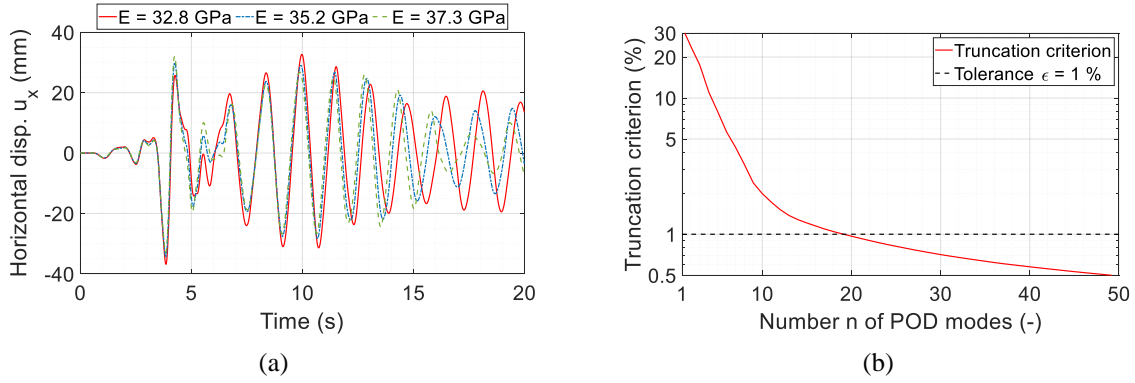 E = 32.8 GPa E = 35.2 GPa E = 37.3 GPa
Horizontal disp. u_x (mm)
40
20
0
-20
-40
0 5 10 15 20
Time (s)
(a)
Truncation criterion (%)
30
20
10
5
1
0.5
Truncation criterion
Tolerance ϵ = 1 %
1 10 20 30 40 50
Number n of POD modes (-)
(b)